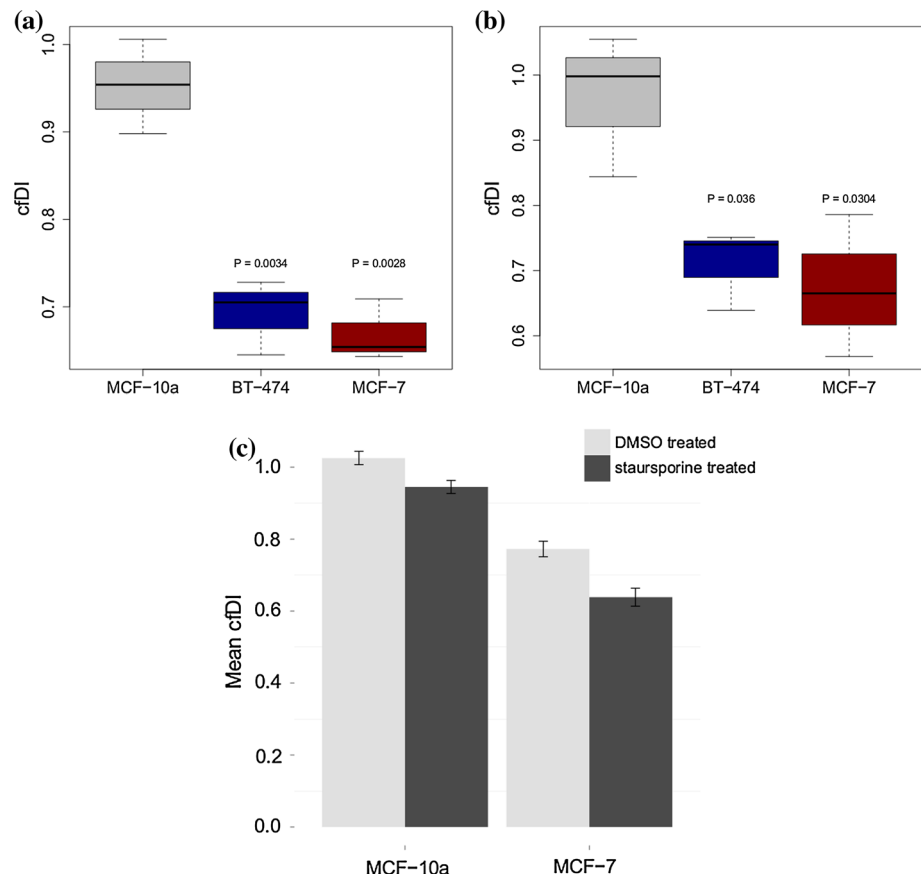 (a)
1.0
0.9
0.8
0.7
cfDI
P = 0.0034
P = 0.0028
MCF−10a
BT−474
MCF−7
(b)
1.0
0.9
0.8
0.7
0.6
cfDI
P = 0.036
P = 0.0304
MCF−10a
BT−474
MCF−7
(c)
DMSO treated
staursporine treated
1.0
0.8
0.6
0.4
0.2
0.0
Mean cfDI
MCF−10a
MCF−7